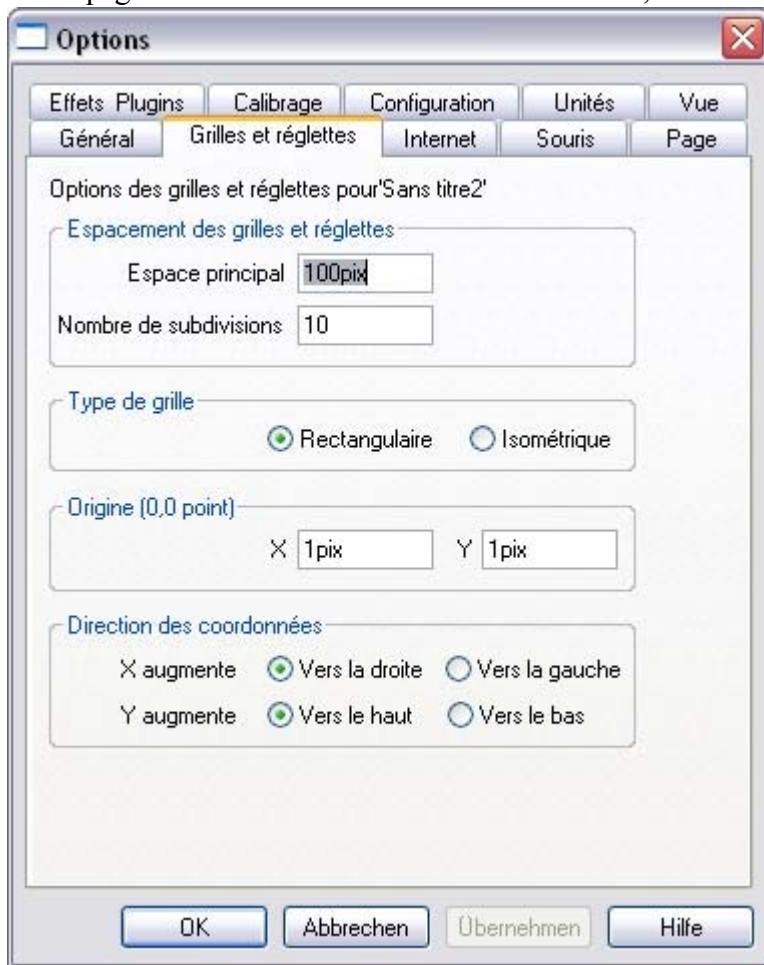 Options
Effets Plugins Calibrage Configuration Unités Vue
Général Grilles et réglettes Internet Souris Page
Options des grilles et réglettes pour'Sans titre2'
Espacement des grilles et réglettes
Espace principal 100pix
Nombre de subdivisions 10
Type de grille
Rectangulaire Isométrique
Origine (0,0 point)
X 1pix Y 1pix
Direction des coordonnées
X augmente Vers la droite Vers la gauche
Y augmente Vers le haut Vers le bas
OK Abbrechen Übernehmen Hilfe